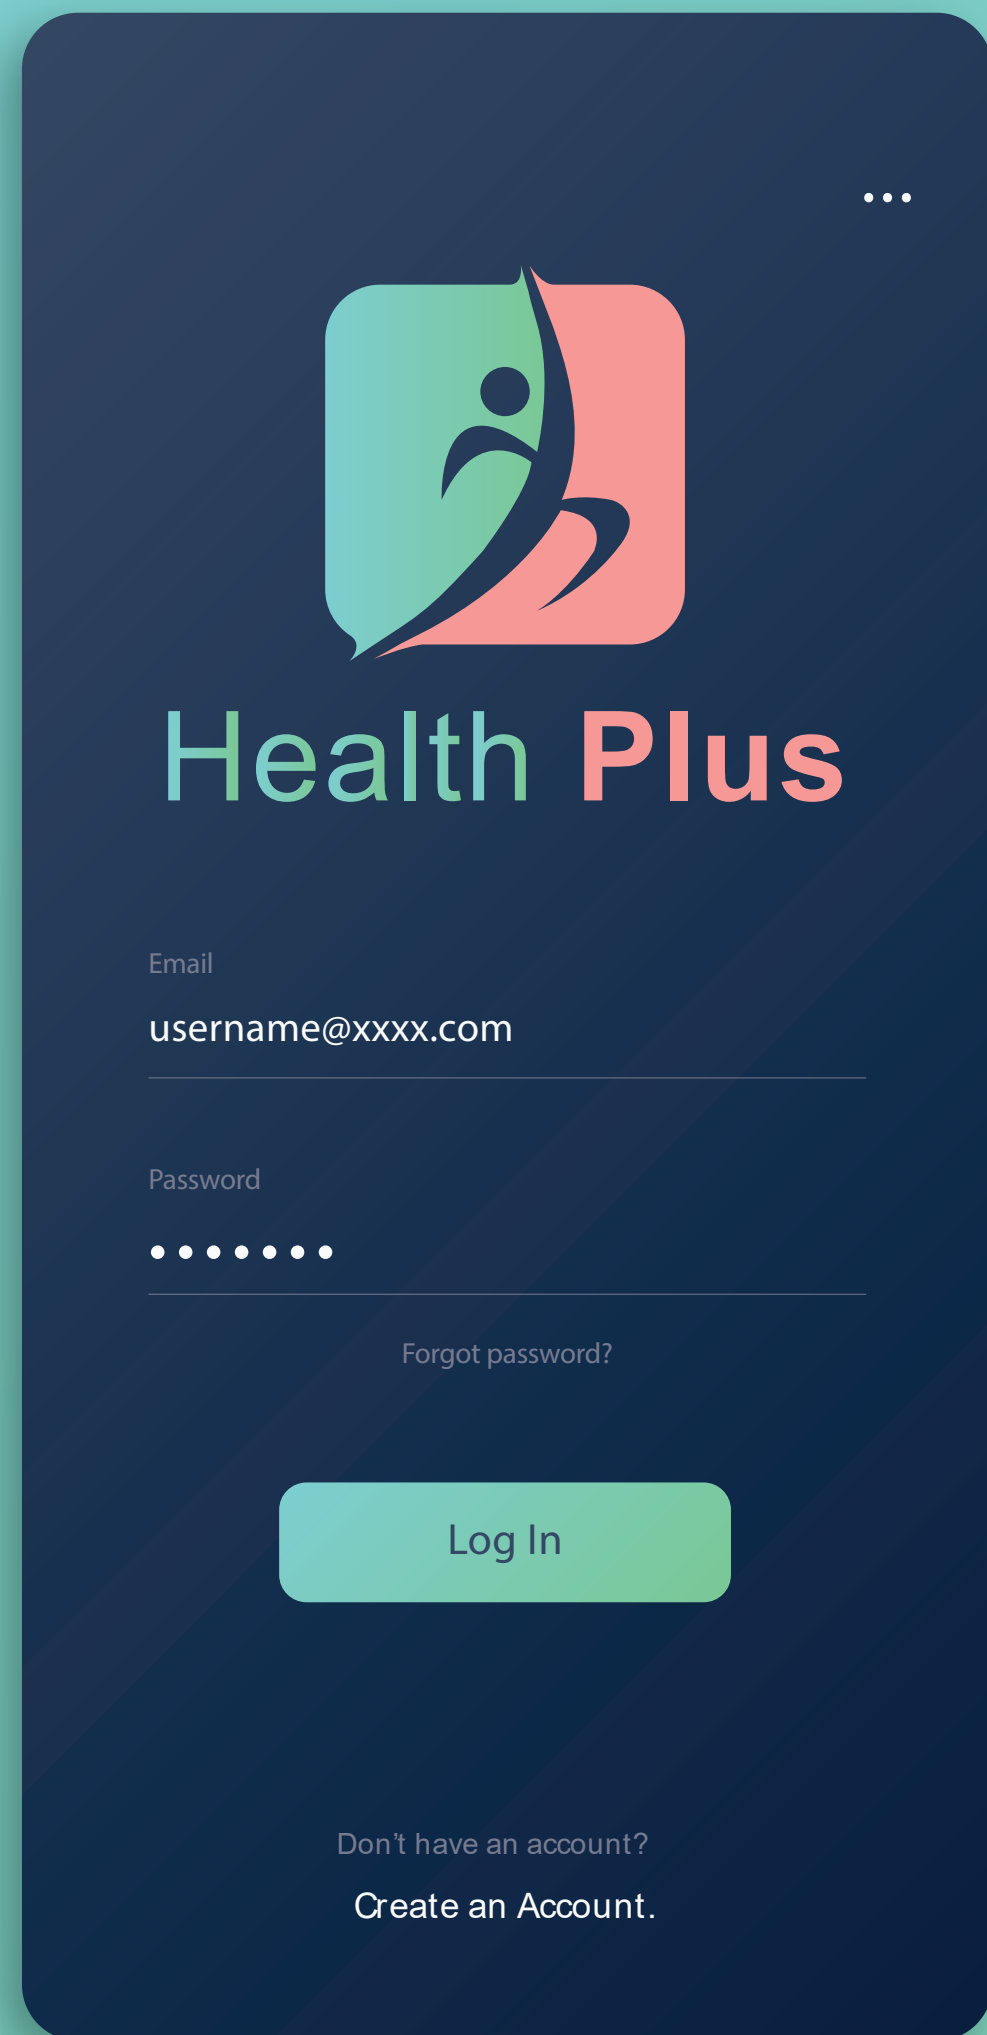 Health Plus
Email
username@xxxx.com
Password
Forgot password?
Log In
Don't have an account?
Create an Account.